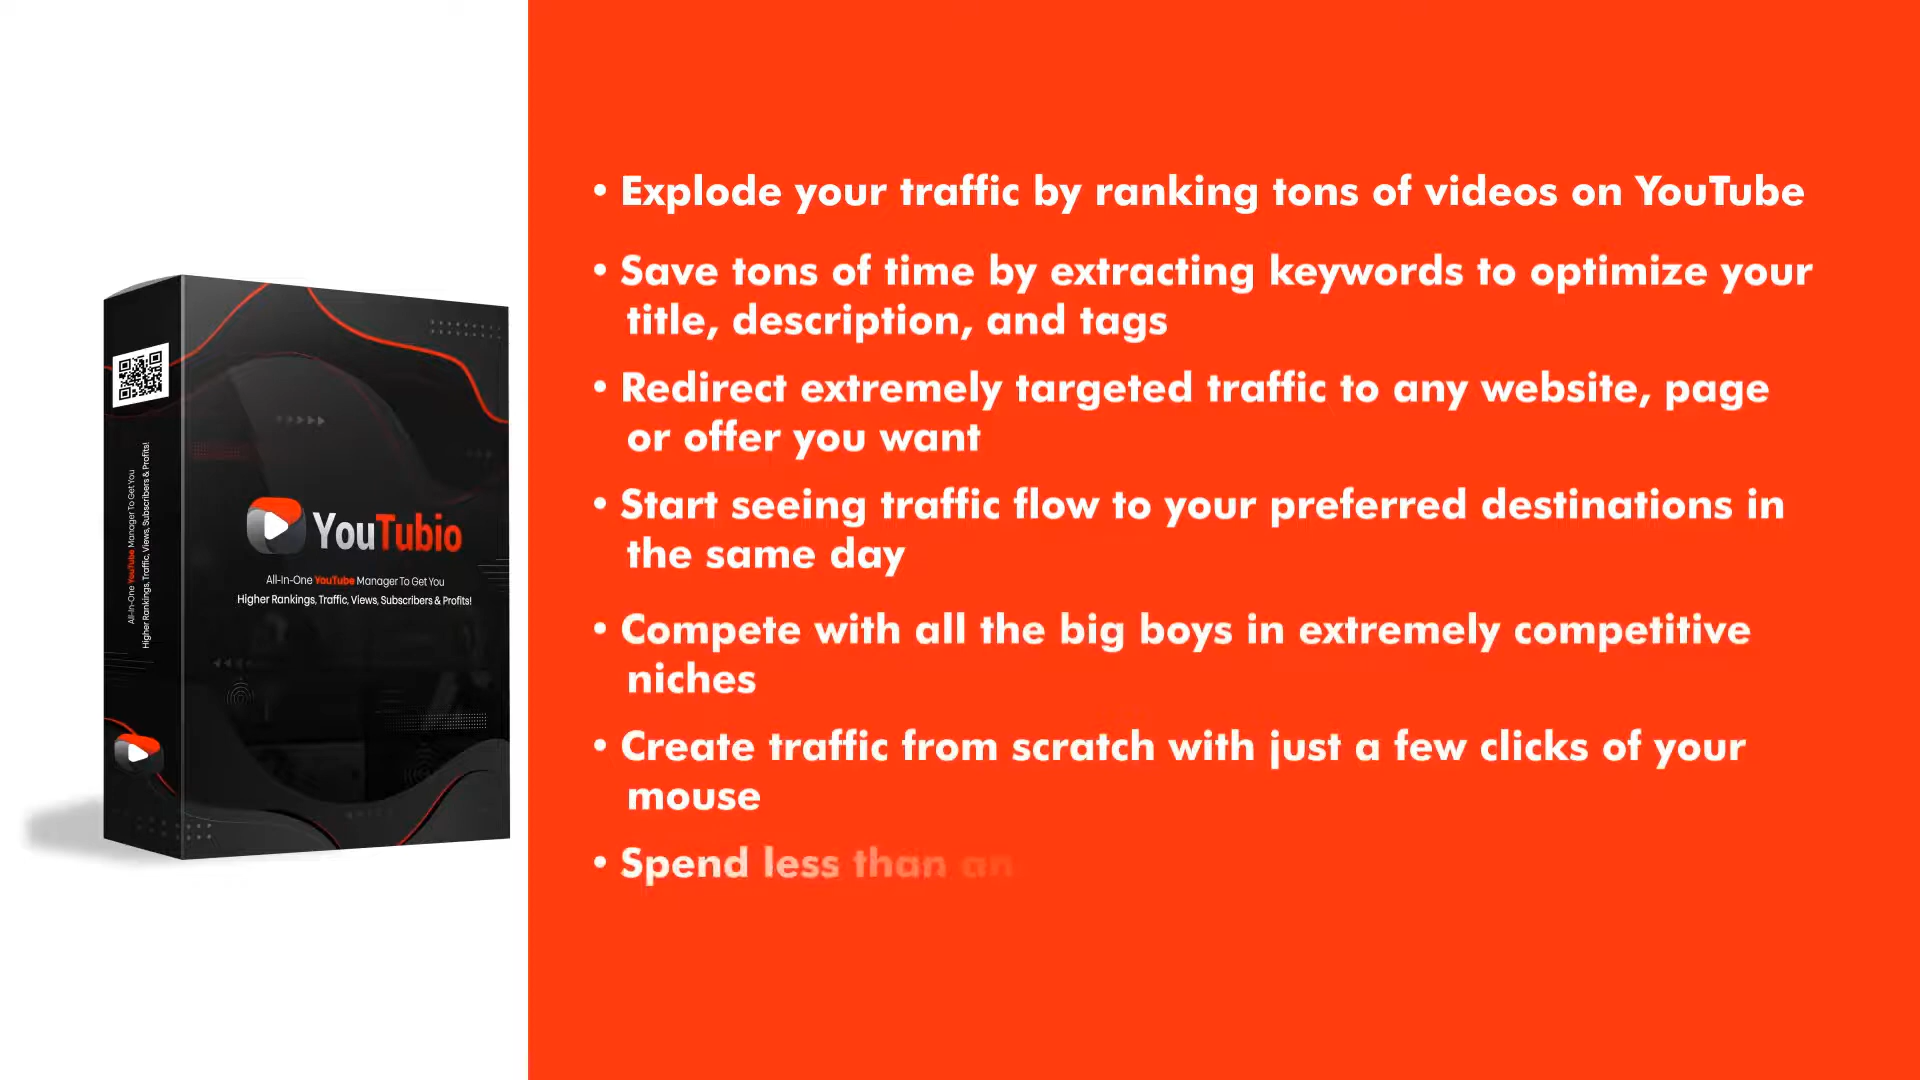 • Explode your traffic by ranking tons of videos on YouTube
• Save tons of time by extracting keywords to optimize your
title, description, and tags
• Redirect extremely targeted traffic to any website, page
or offer you want
• Start seeing traffic flow to your preferred destinations in
the same day
• Compete with all the big boys in extremely competitive
niches
• Create traffic from scratch with just a few clicks of your
mouse
• Spend less than an
YouTubio
All-In-One YouTube Manager To Get You
Higher Rankings, Traffic, Views, Subscribers & Profits!
All-In-One YouTube Manager To Get You
Higher Rankings, Traffic, Views, Subscribers & Profits!